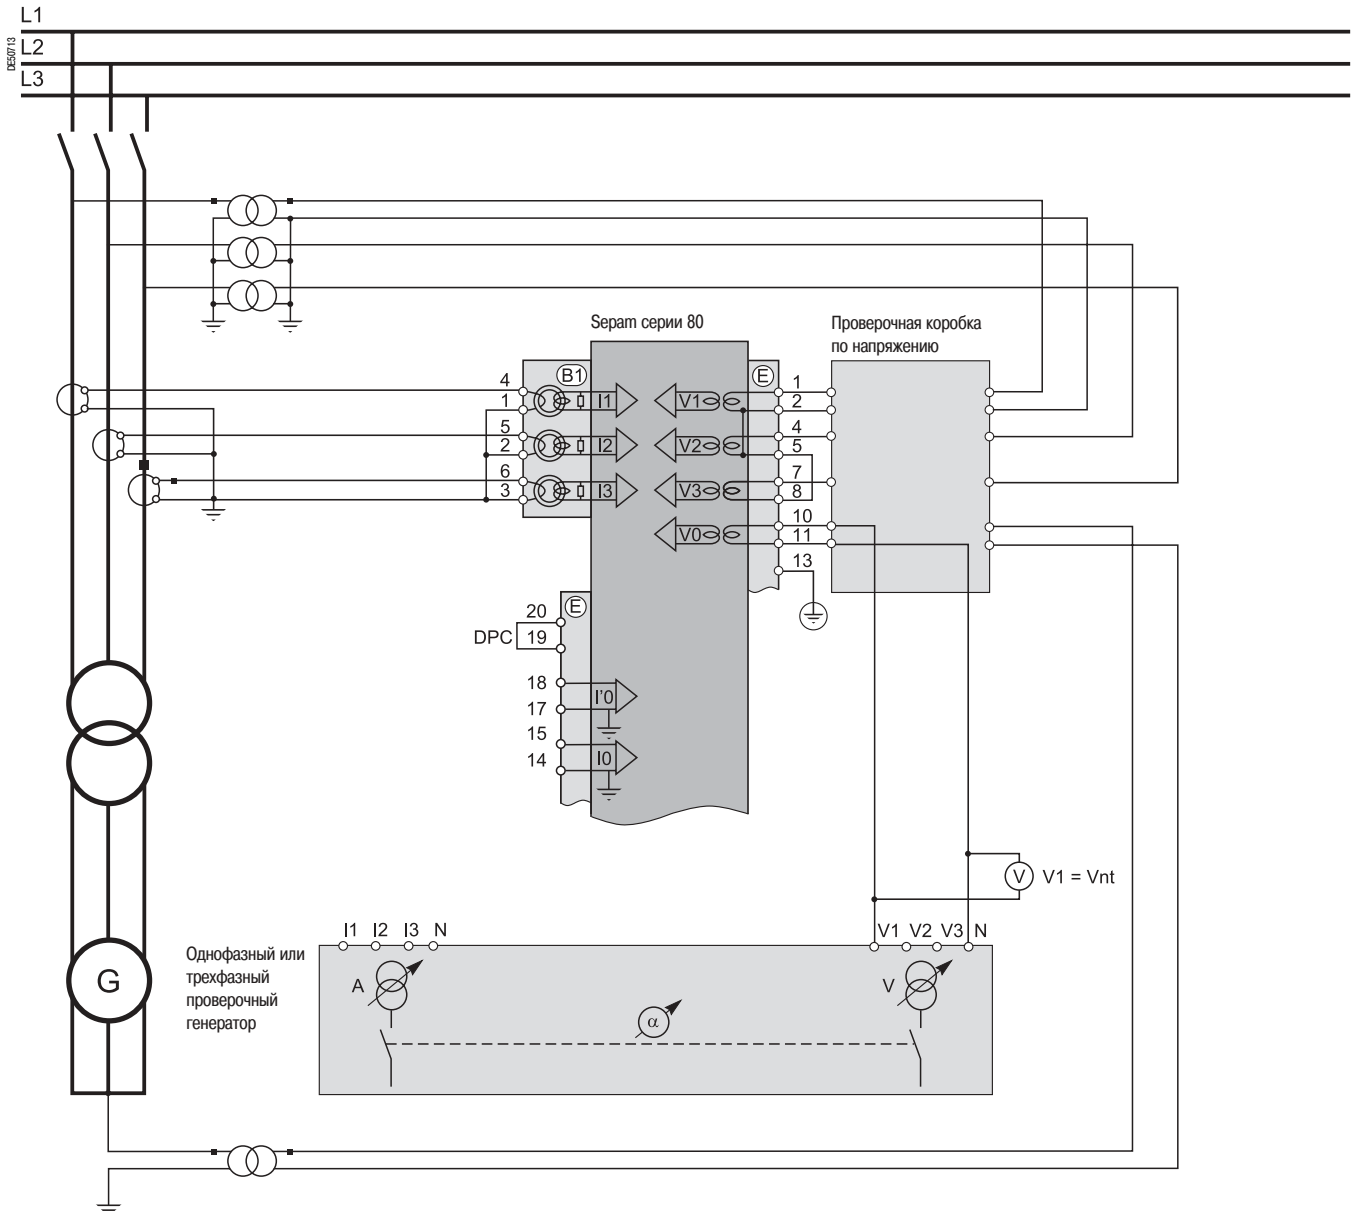 L1
DE50713
L2
L3
Sepam серии 80
Проверочная коробка
по напряжению
4 B1 E 1
1 I1 V1 2
5 4
2 I2 V2 5
6 7
3 I3 V3 8
V0 10
11
13
20 E
DPC 19
18
I'0
17
15
14 I0
V V1 = Vnt
I1 I2 I3 N V1 V2 V3 N
Однофазный или
трехфазный
проверочный
генератор
G
A V
α